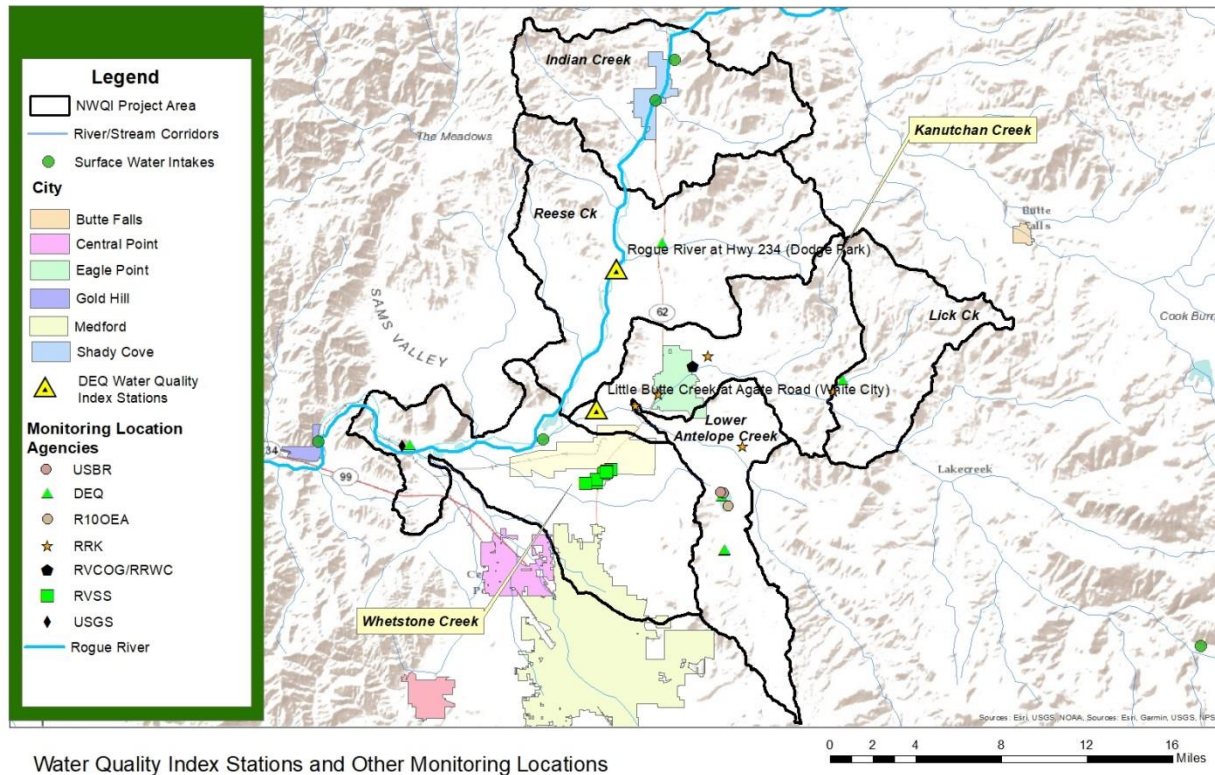 Legend
NWQI Project Area
River/Stream Corridors
Surface Water Intakes
City
Butte Falls
Central Point
Eagle Point
Gold Hill
Medford
Shady Cove
DEQ Water Quality
Index Stations
Monitoring Location
Agencies
USBR
DEQ
R10OEA
RRK
RVCOG/RRWC
RVSS
USGS
Rogue River
Indian Creek
The Meadows
Kanutchan Creek
Reese Ck
Butte
Rogue River at Hwy 234 (Dodge Park)
SAMS VALLEY
62
Lick Ck
Cook Burn
Little Butte Creek at Agate Road (White City)
Lower
Antelope Creek
34
99
Lakecreek
Whetstone Creek
Sources: Esri, USGS, NOAA, Sources: Esri, Garmin, USGS, NPS
Water Quality Index Stations and Other Monitoring Locations
0 2 4 8 12 16
Miles